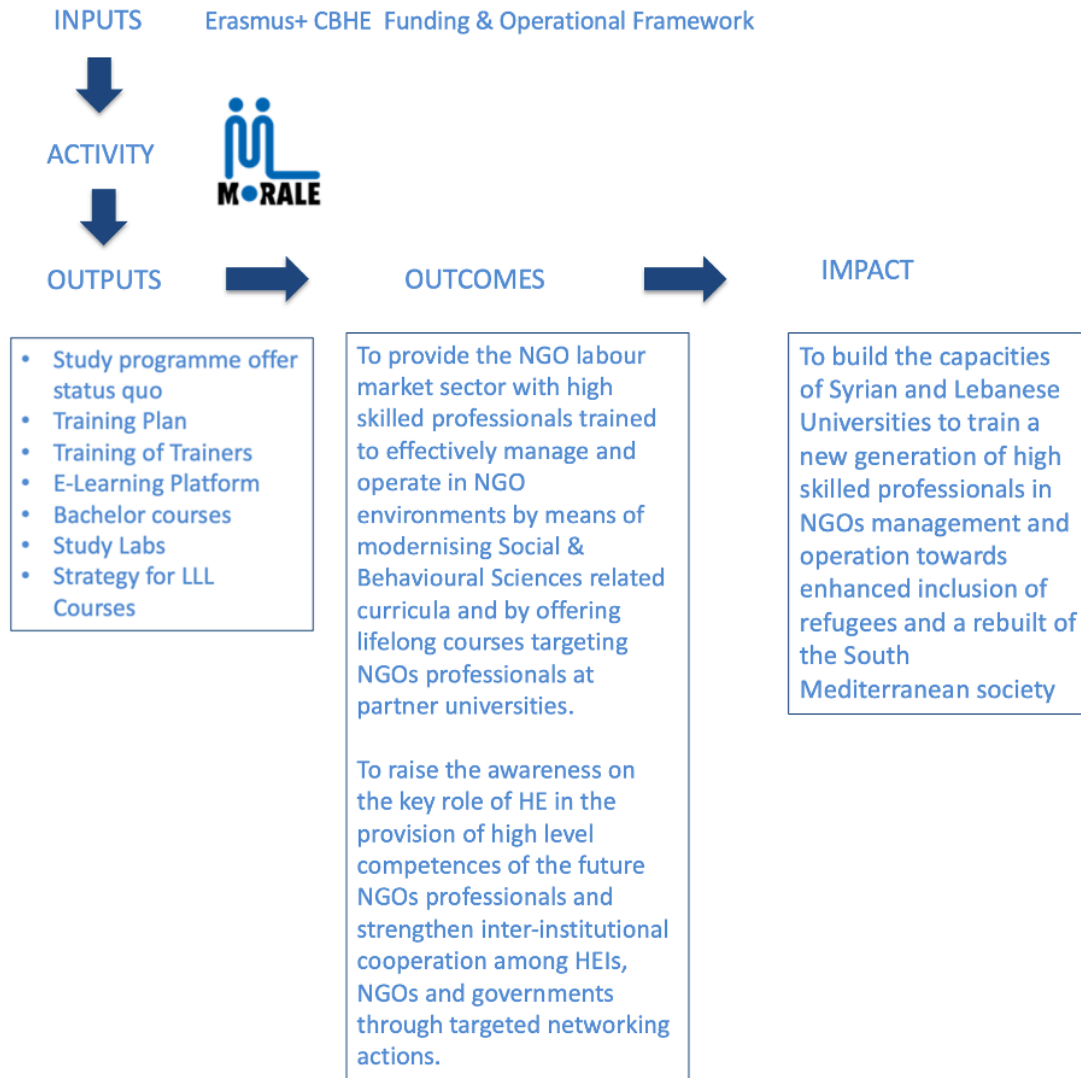 INPUTS
Erasmus+ CBHE Funding & Operational Framework
ACTIVITY
MORALE
OUTPUTS
OUTCOMES
IMPACT
• Study programme offer
status quo
• Training Plan
• Training of Trainers
• E-Learning Platform
• Bachelor courses
• Study Labs
• Strategy for LLL
Courses
To provide the NGO labour
market sector with high
skilled professionals trained
to effectively manage and
operate in NGO
environments by means of
modernising Social &
Behavioural Sciences related
curricula and by offering
lifelong courses targeting
NGOs professionals at
partner universities.
To raise the awareness on
the key role of HE in the
provision of high level
competences of the future
NGOs professionals and
strengthen inter-institutional
cooperation among HEIs,
NGOs and governments
through targeted networking
actions.
To build the capacities
of Syrian and Lebanese
Universities to train a
new generation of high
skilled professionals in
NGOs management and
operation towards
enhanced inclusion of
refugees and a rebuilt of
the South
Mediterranean society